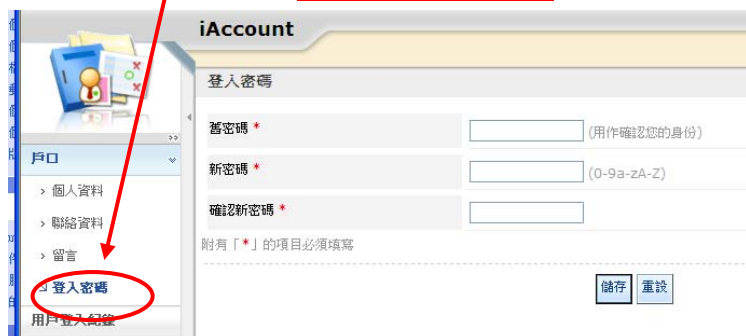 iAccount
登入密碼
舊密碼 *
(用作確認您的身份)
新密碼 *
(0-9a-zA-Z)
確認新密碼 *
附有「*」的項目必須填寫
儲存 重設
戶口
› 個人資料
› 聯絡資料
› 留言
登入密碼
用戶登入紀錄